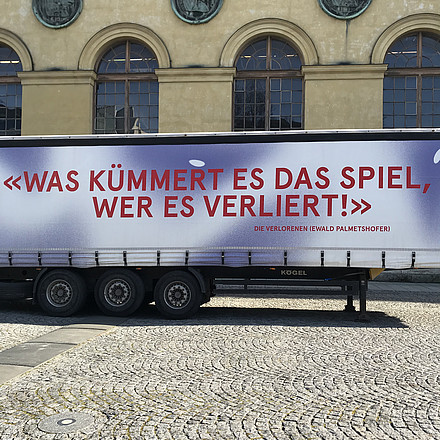 «WAS KÜMMERT ES DAS SPIEL,
WER ES VERLIERT!»
DIE VERLORENEN (EWALD PALMETSHOFER)
KÖGEL